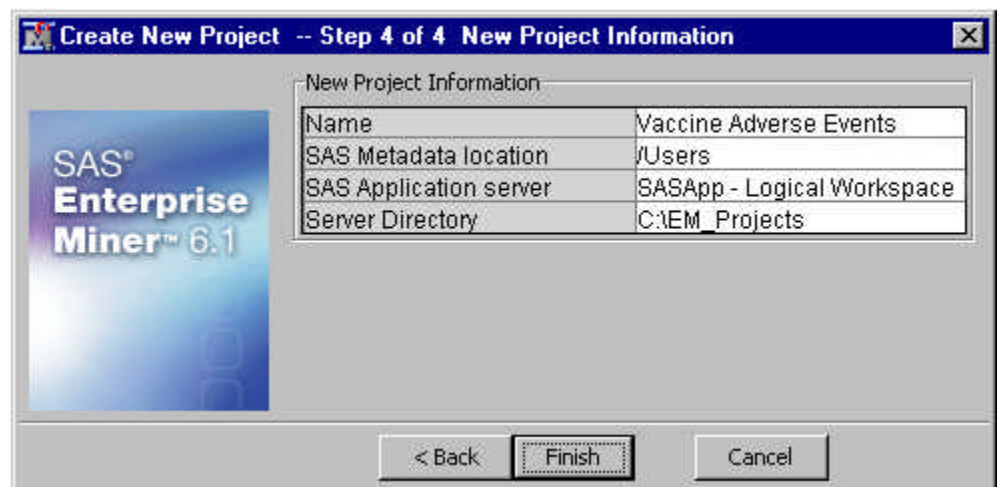 Create New Project -- Step 4 of 4 New Project Information
New Project Information
Name Vaccine Adverse Events
SAS Metadata location /Users
SAS Application server SASApp - Logical Workspace
Server Directory C:\EM_Projects
SAS®
Enterprise
Miner™ 6.1
< Back Finish Cancel